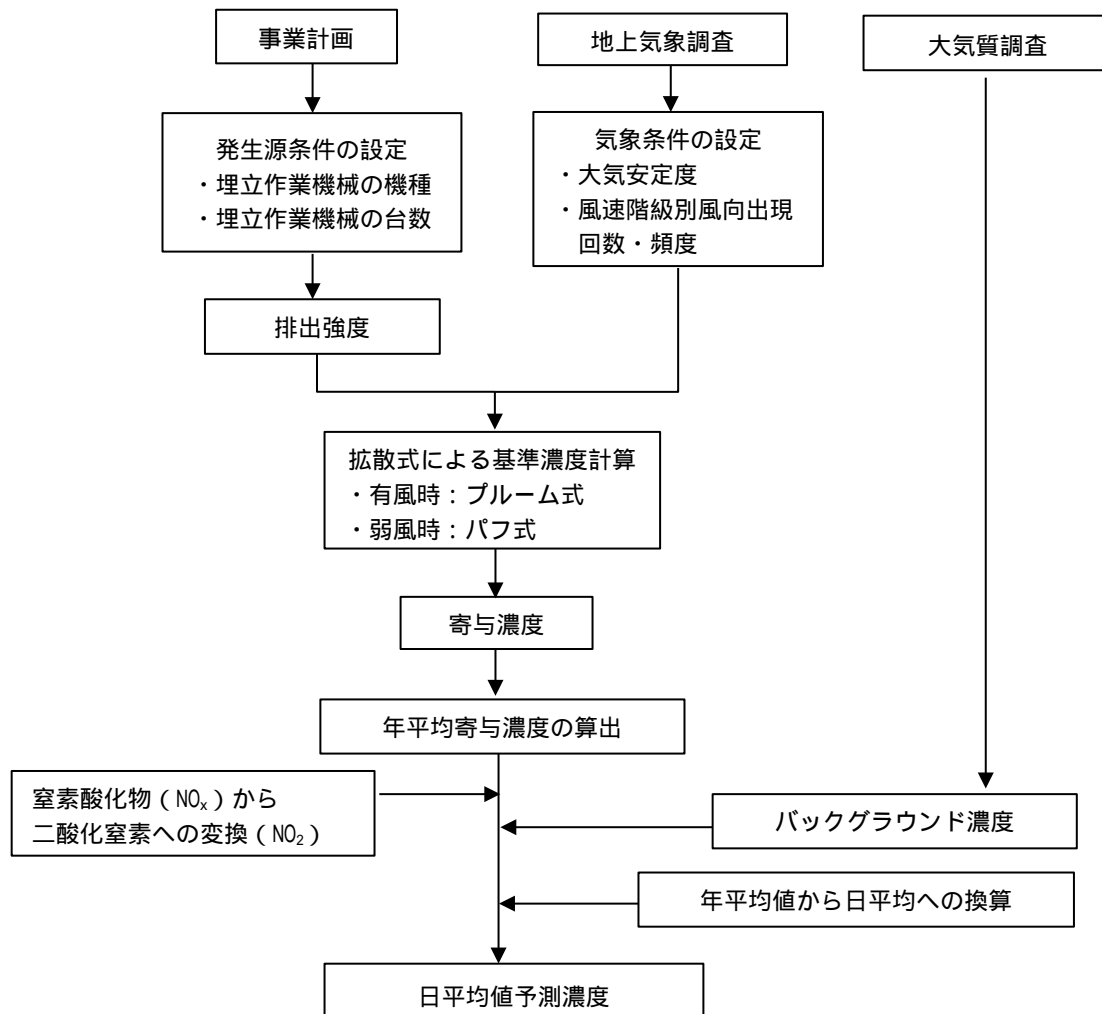 事業計画
地上気象調査
大気質調査
発生源条件の設定
・埋立作業機械の機種
・埋立作業機械の台数
気象条件の設定
・大気安定度
・風速階級別風向出現
回数・頻度
排出強度
拡散式による基準濃度計算
・有風時：プルーム式
・弱風時：パフ式
寄与濃度
年平均寄与濃度の算出
窒素酸化物（NOₓ）から
二酸化窒素への変換（NO₂）
バックグラウンド濃度
年平均値から日平均への換算
日平均値予測濃度